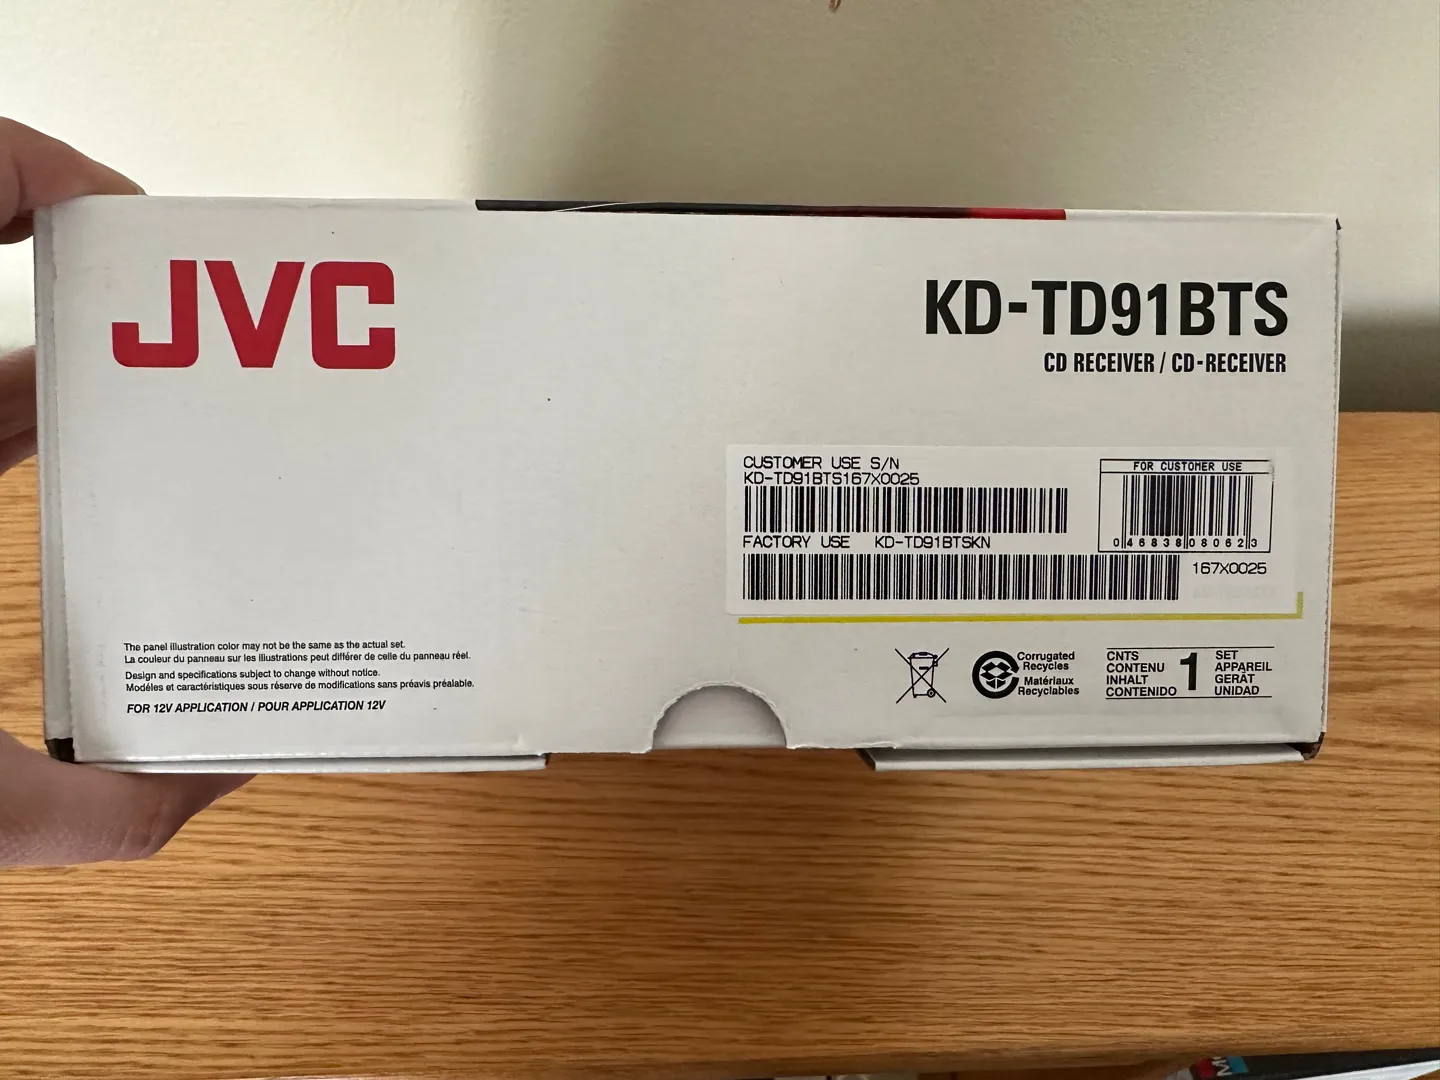 JVC
KD-TD91BTS
CD RECEIVER / CD-RECEIVER
CUSTOMER USE S/N
KD-TD91BTS167X0025
FACTORY USE KD-TD91BTSKN
FOR CUSTOMER USE
0 46838 08062 3
167X0025
The panel illustration color may not be the same as the actual set.
La couleur du panneau sur les illustrations peut différer de celle du panneau réel.
Design and specifications subject to change without notice.
Modéles et caractéristiques sous réserve de modifications sans préavis préalable.
FOR 12V APPLICATION / POUR APPLICATION 12V
Corrugated
Recycles
Matériaux
Recyclables
CNTS
CONTENU
INHALT
CONTENIDO
1
SET
APPAREIL
GERÄT
UNIDAD